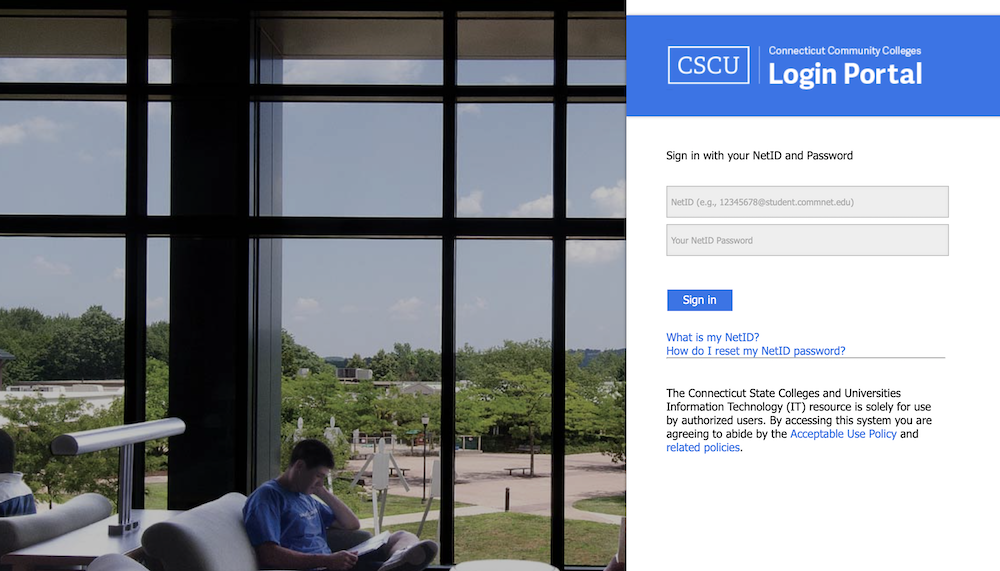 CSCU
Connecticut Community Colleges
Login Portal
Sign in with your NetID and Password
NetID (e.g., 12345678@student.commnet.edu)
Your NetID Password
Sign in
What is my NetID?
How do I reset my NetID password?
The Connecticut State Colleges and Universities
Information Technology (IT) resource is solely for use
by authorized users. By accessing this system you are
agreeing to abide by the Acceptable Use Policy and
related policies.